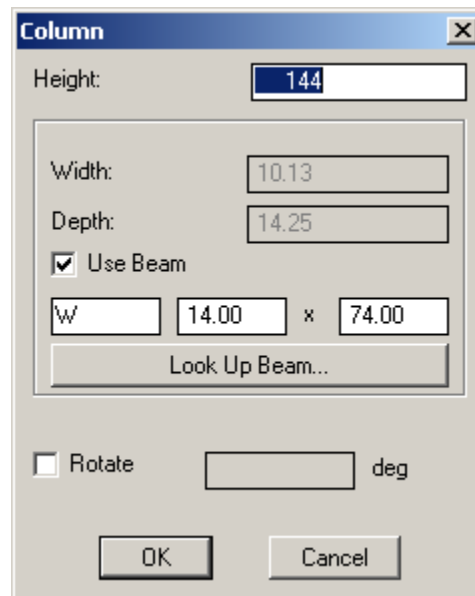 Column
Height: 144
Width: 10.13
Depth: 14.25
Use Beam
W 14.00 x 74.00
Look Up Beam...
Rotate deg
OK Cancel